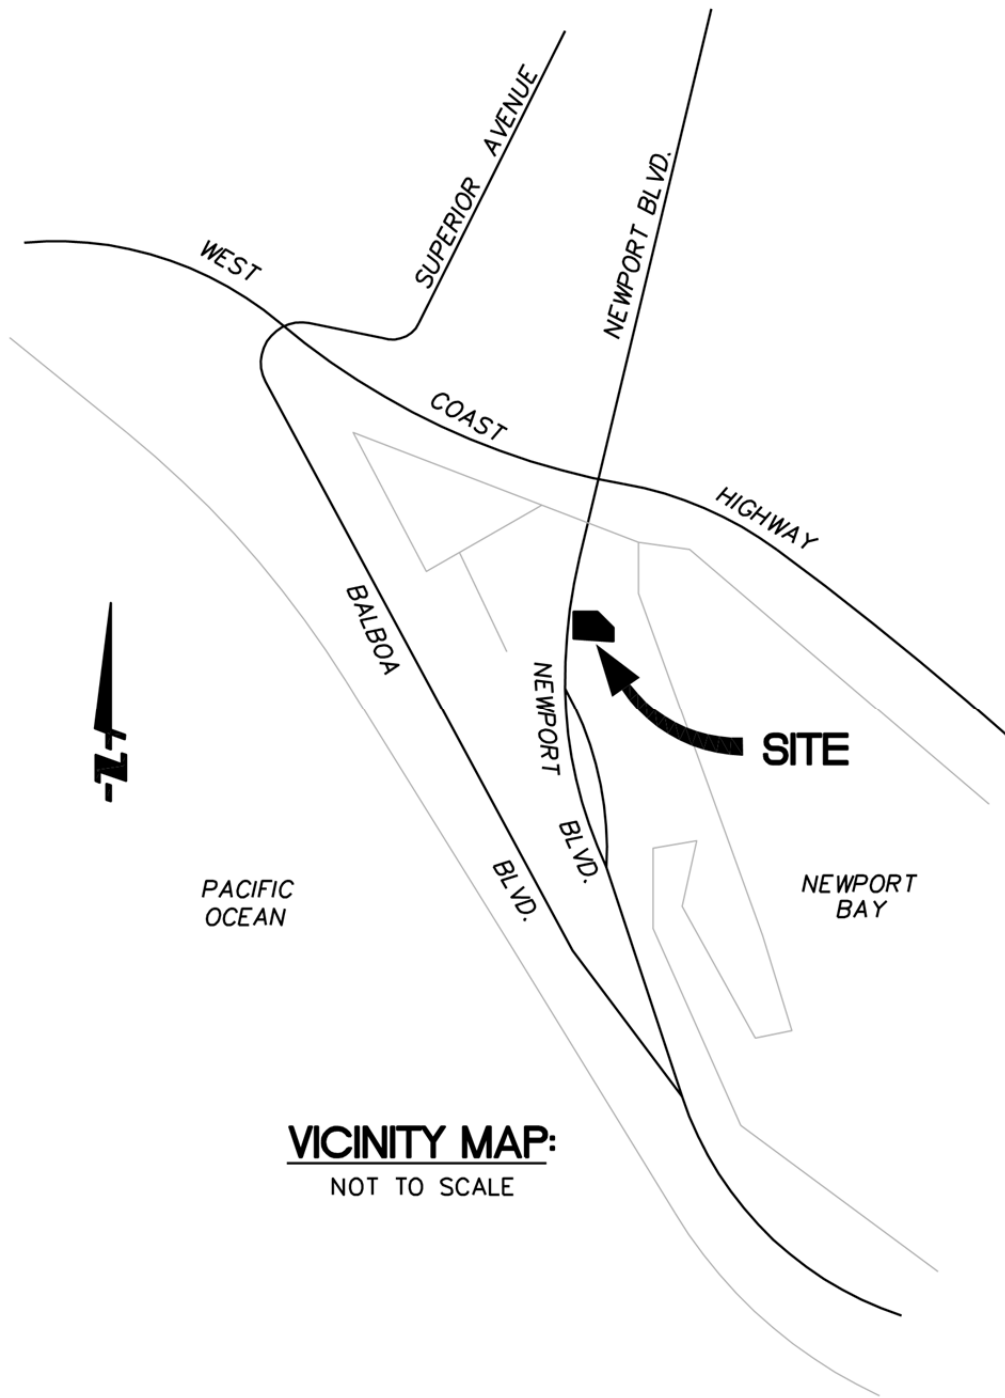 SUPERIOR AVENUE
NEWPORT BLVD.
WEST
COAST
HIGHWAY
BALBOA
BLVD.
NEWPORT
BLVD.
SITE
N
PACIFIC
OCEAN
NEWPORT
BAY
VICINITY MAP:
NOT TO SCALE